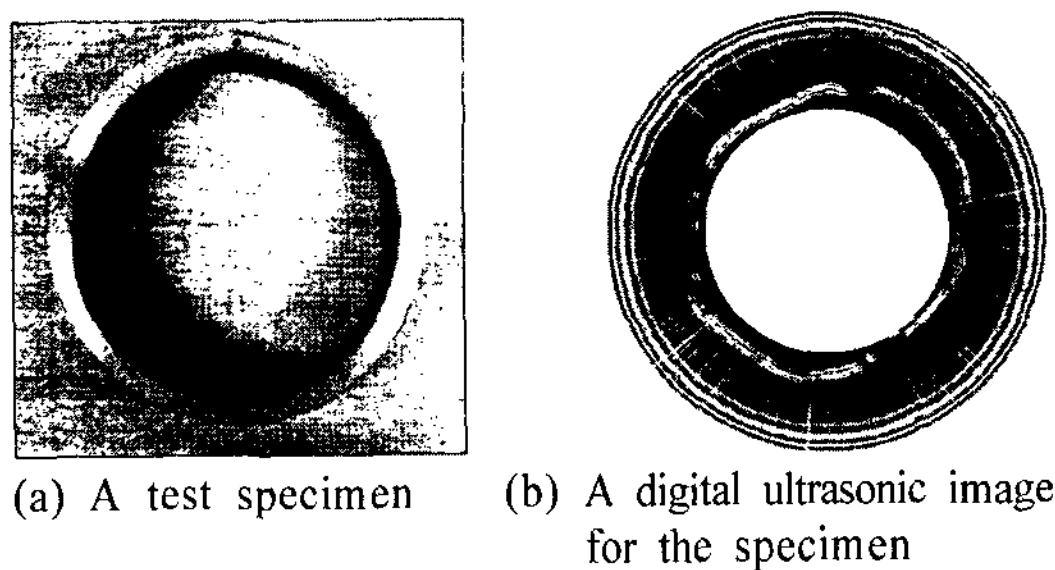 (a) A test specimen
(b) A digital ultrasonic image
for the specimen